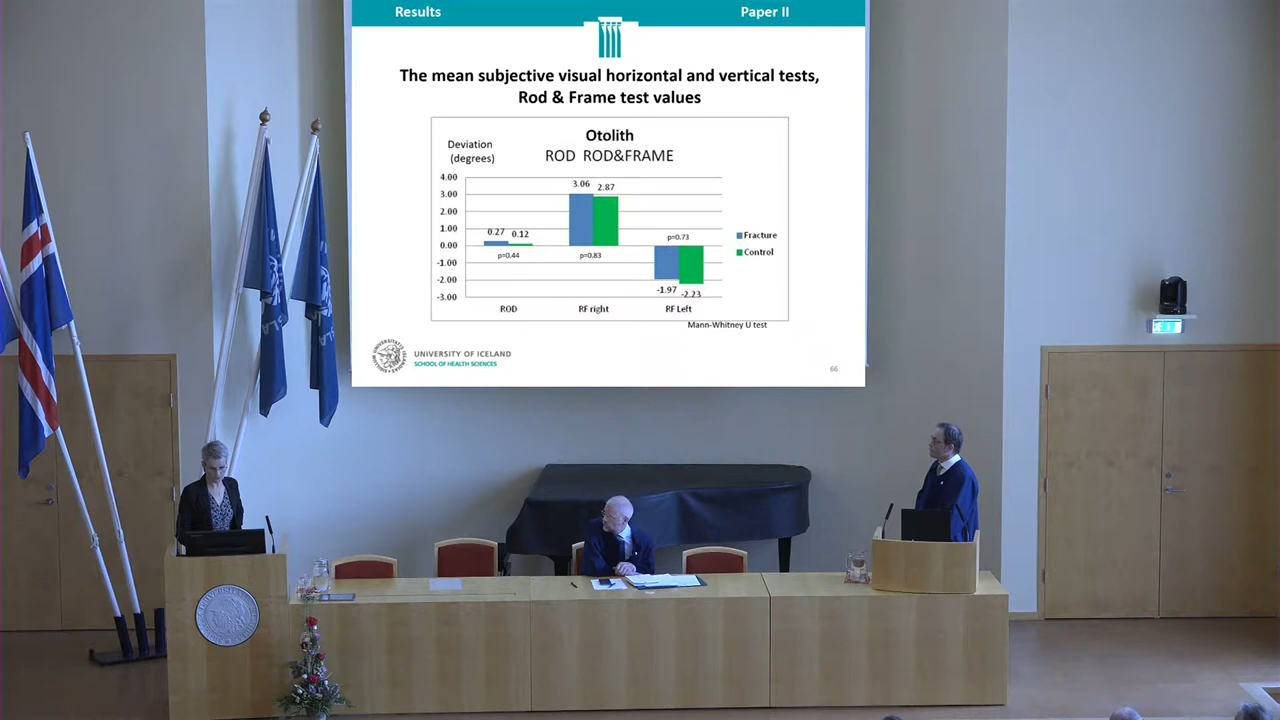 Results
Paper II
The mean subjective visual horizontal and vertical tests,
Rod & Frame test values
Otolith
ROD ROD&FRAME
Deviation
(degrees)
4.00
3.00
2.00
1.00
0.00
-1.00
-2.00
-3.00
0.27
0.12
p=0.44
3.06
2.87
p=0.83
p=0.73
-1.97
-2.23
ROD
RF right
RF Left
Fracture
Control
Mann-Whitney U test
UNIVERSITY OF ICELAND
SCHOOL OF HEALTH SCIENCES
66